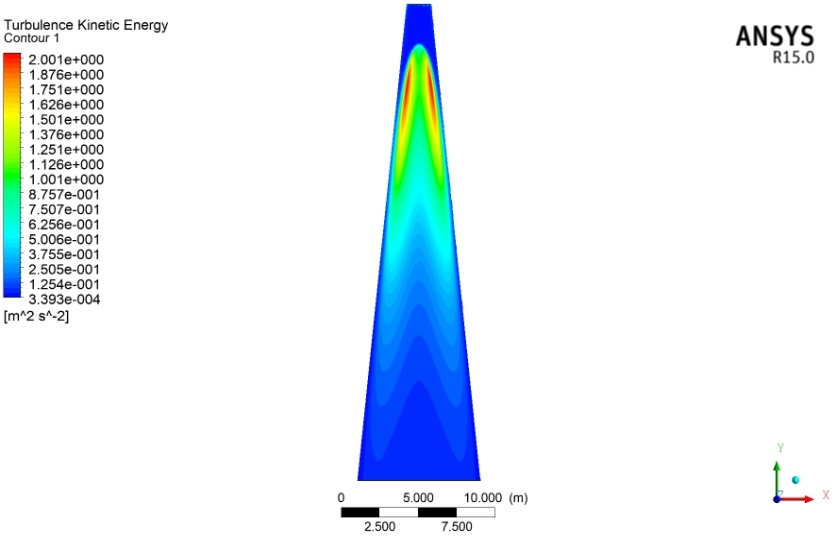 Turbulence Kinetic Energy
Contour 1
2.001e+000
1.876e+000
1.751e+000
1.626e+000
1.501e+000
1.376e+000
1.251e+000
1.126e+000
1.001e+000
8.757e-001
7.507e-001
6.256e-001
5.006e-001
3.755e-001
2.505e-001
1.254e-001
3.393e-004
[m^2 s^-2]
ANSYS
R15.0
0 5.000 10.000 (m)
2.500 7.500
Y
Z X